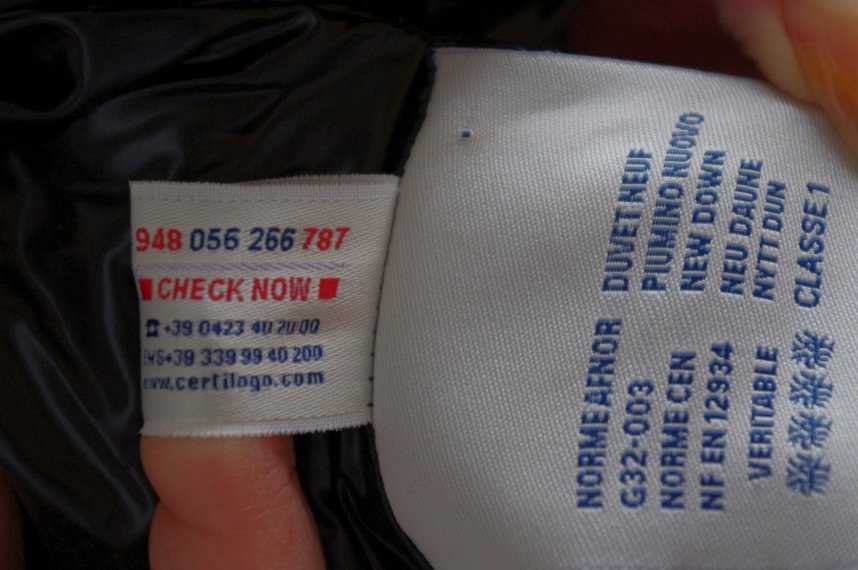 948 056 266 787
CHECK NOW
☎+39 0423 40 20 00
SMS+39 339 99 40 200
www.certilogo.com
DUVET NEUF
PIUMINO NUOVO
NEW DOWN
NEU DAUNE
NYTT DUN
CLASSE 1
NORME AFNOR
G32-003
NORME CEN
NF EN 12934
VERITABLE